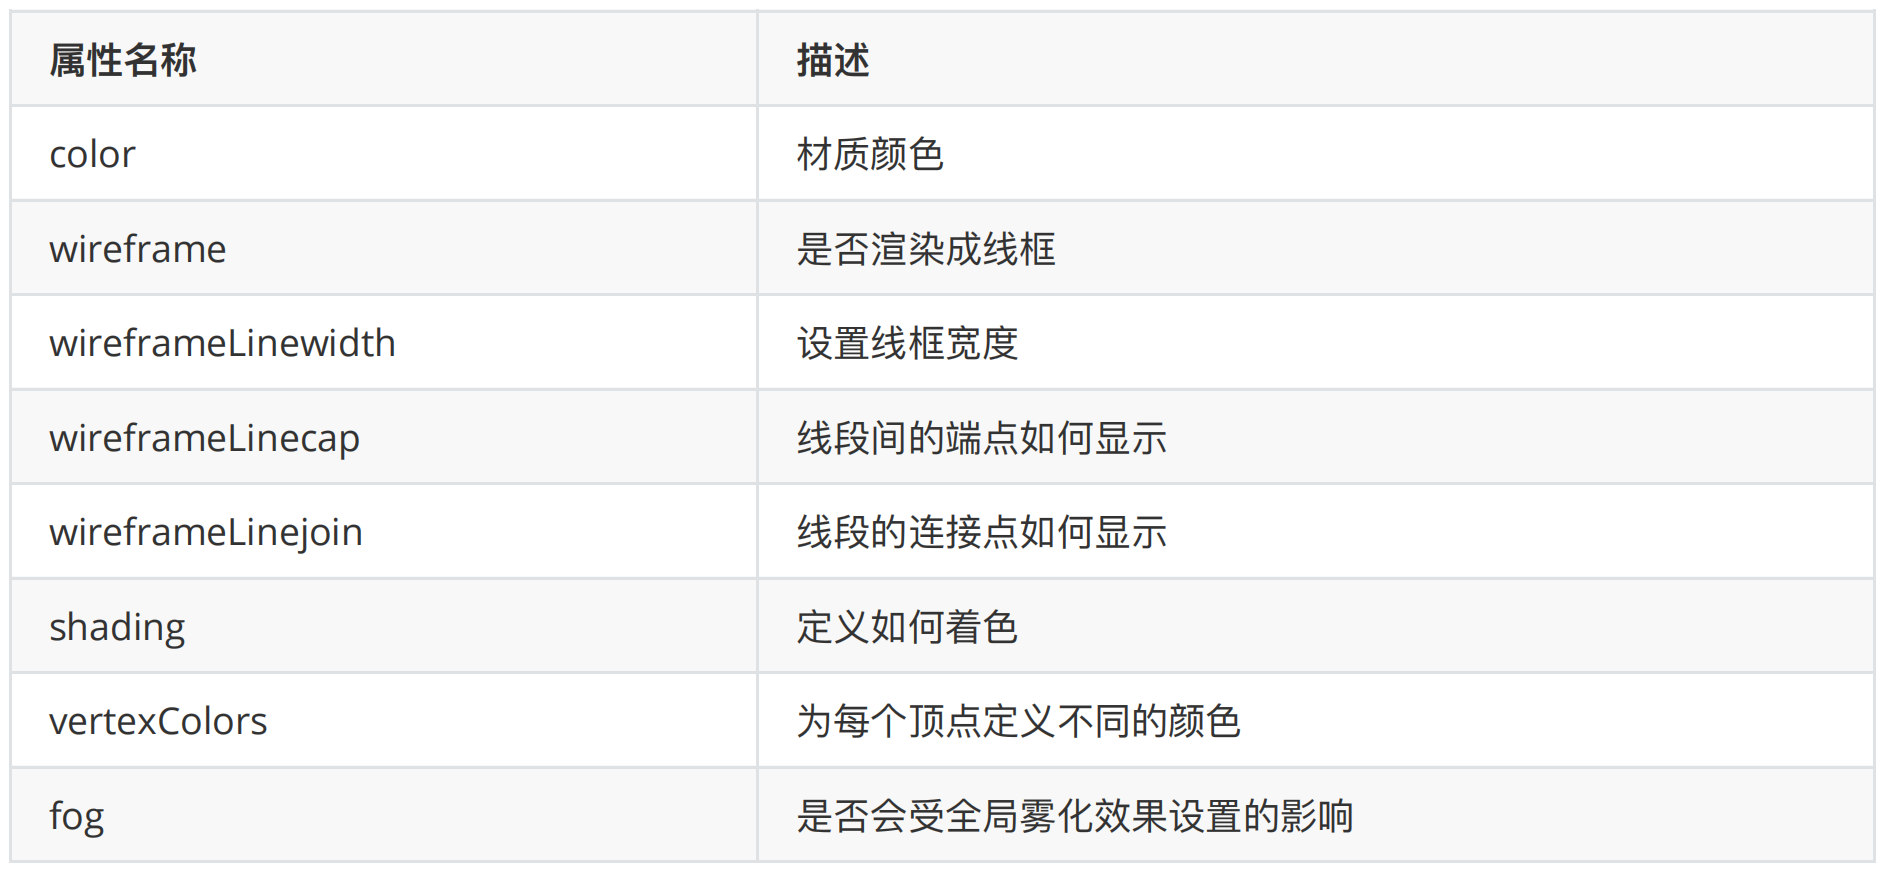 属性名称 描述
color 材质颜色
wireframe 是否渲染成线框
wireframeLinewidth 设置线框宽度
wireframeLinecap 线段间的端点如何显示
wireframeLinejoin 线段的连接点如何显示
shading 定义如何着色
vertexColors 为每个顶点定义不同的颜色
fog 是否会受全局雾化效果设置的影响